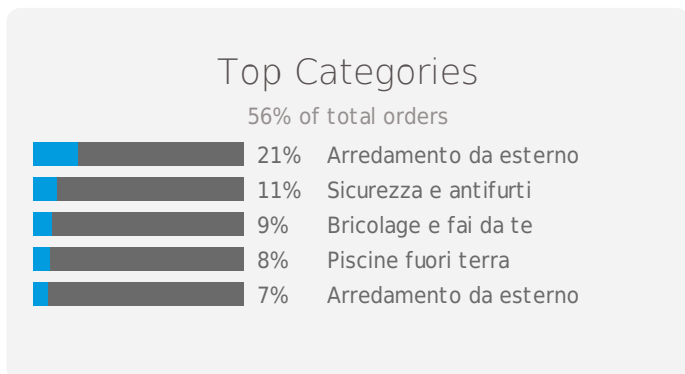 Top Categories
56% of total orders
21% Arredamento da esterno
11% Sicurezza e antifurti
9% Bricolage e fai da te
8% Piscine fuori terra
7% Arredamento da esterno